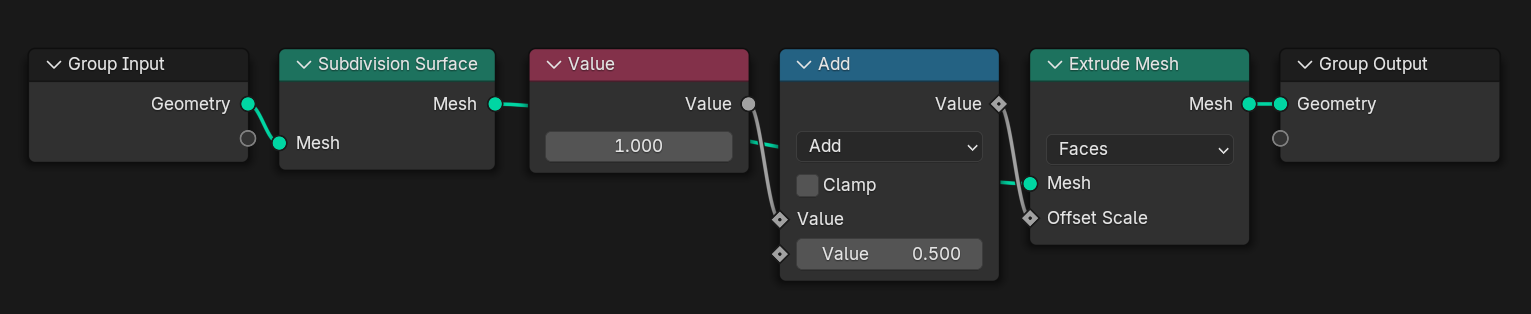 Group Input
Geometry
Subdivision Surface
Mesh
Mesh
Value
Value
1.000
Add
Value
Add
Clamp
Value
Value 0.500
Extrude Mesh
Mesh
Faces
Mesh
Offset Scale
Group Output
Geometry